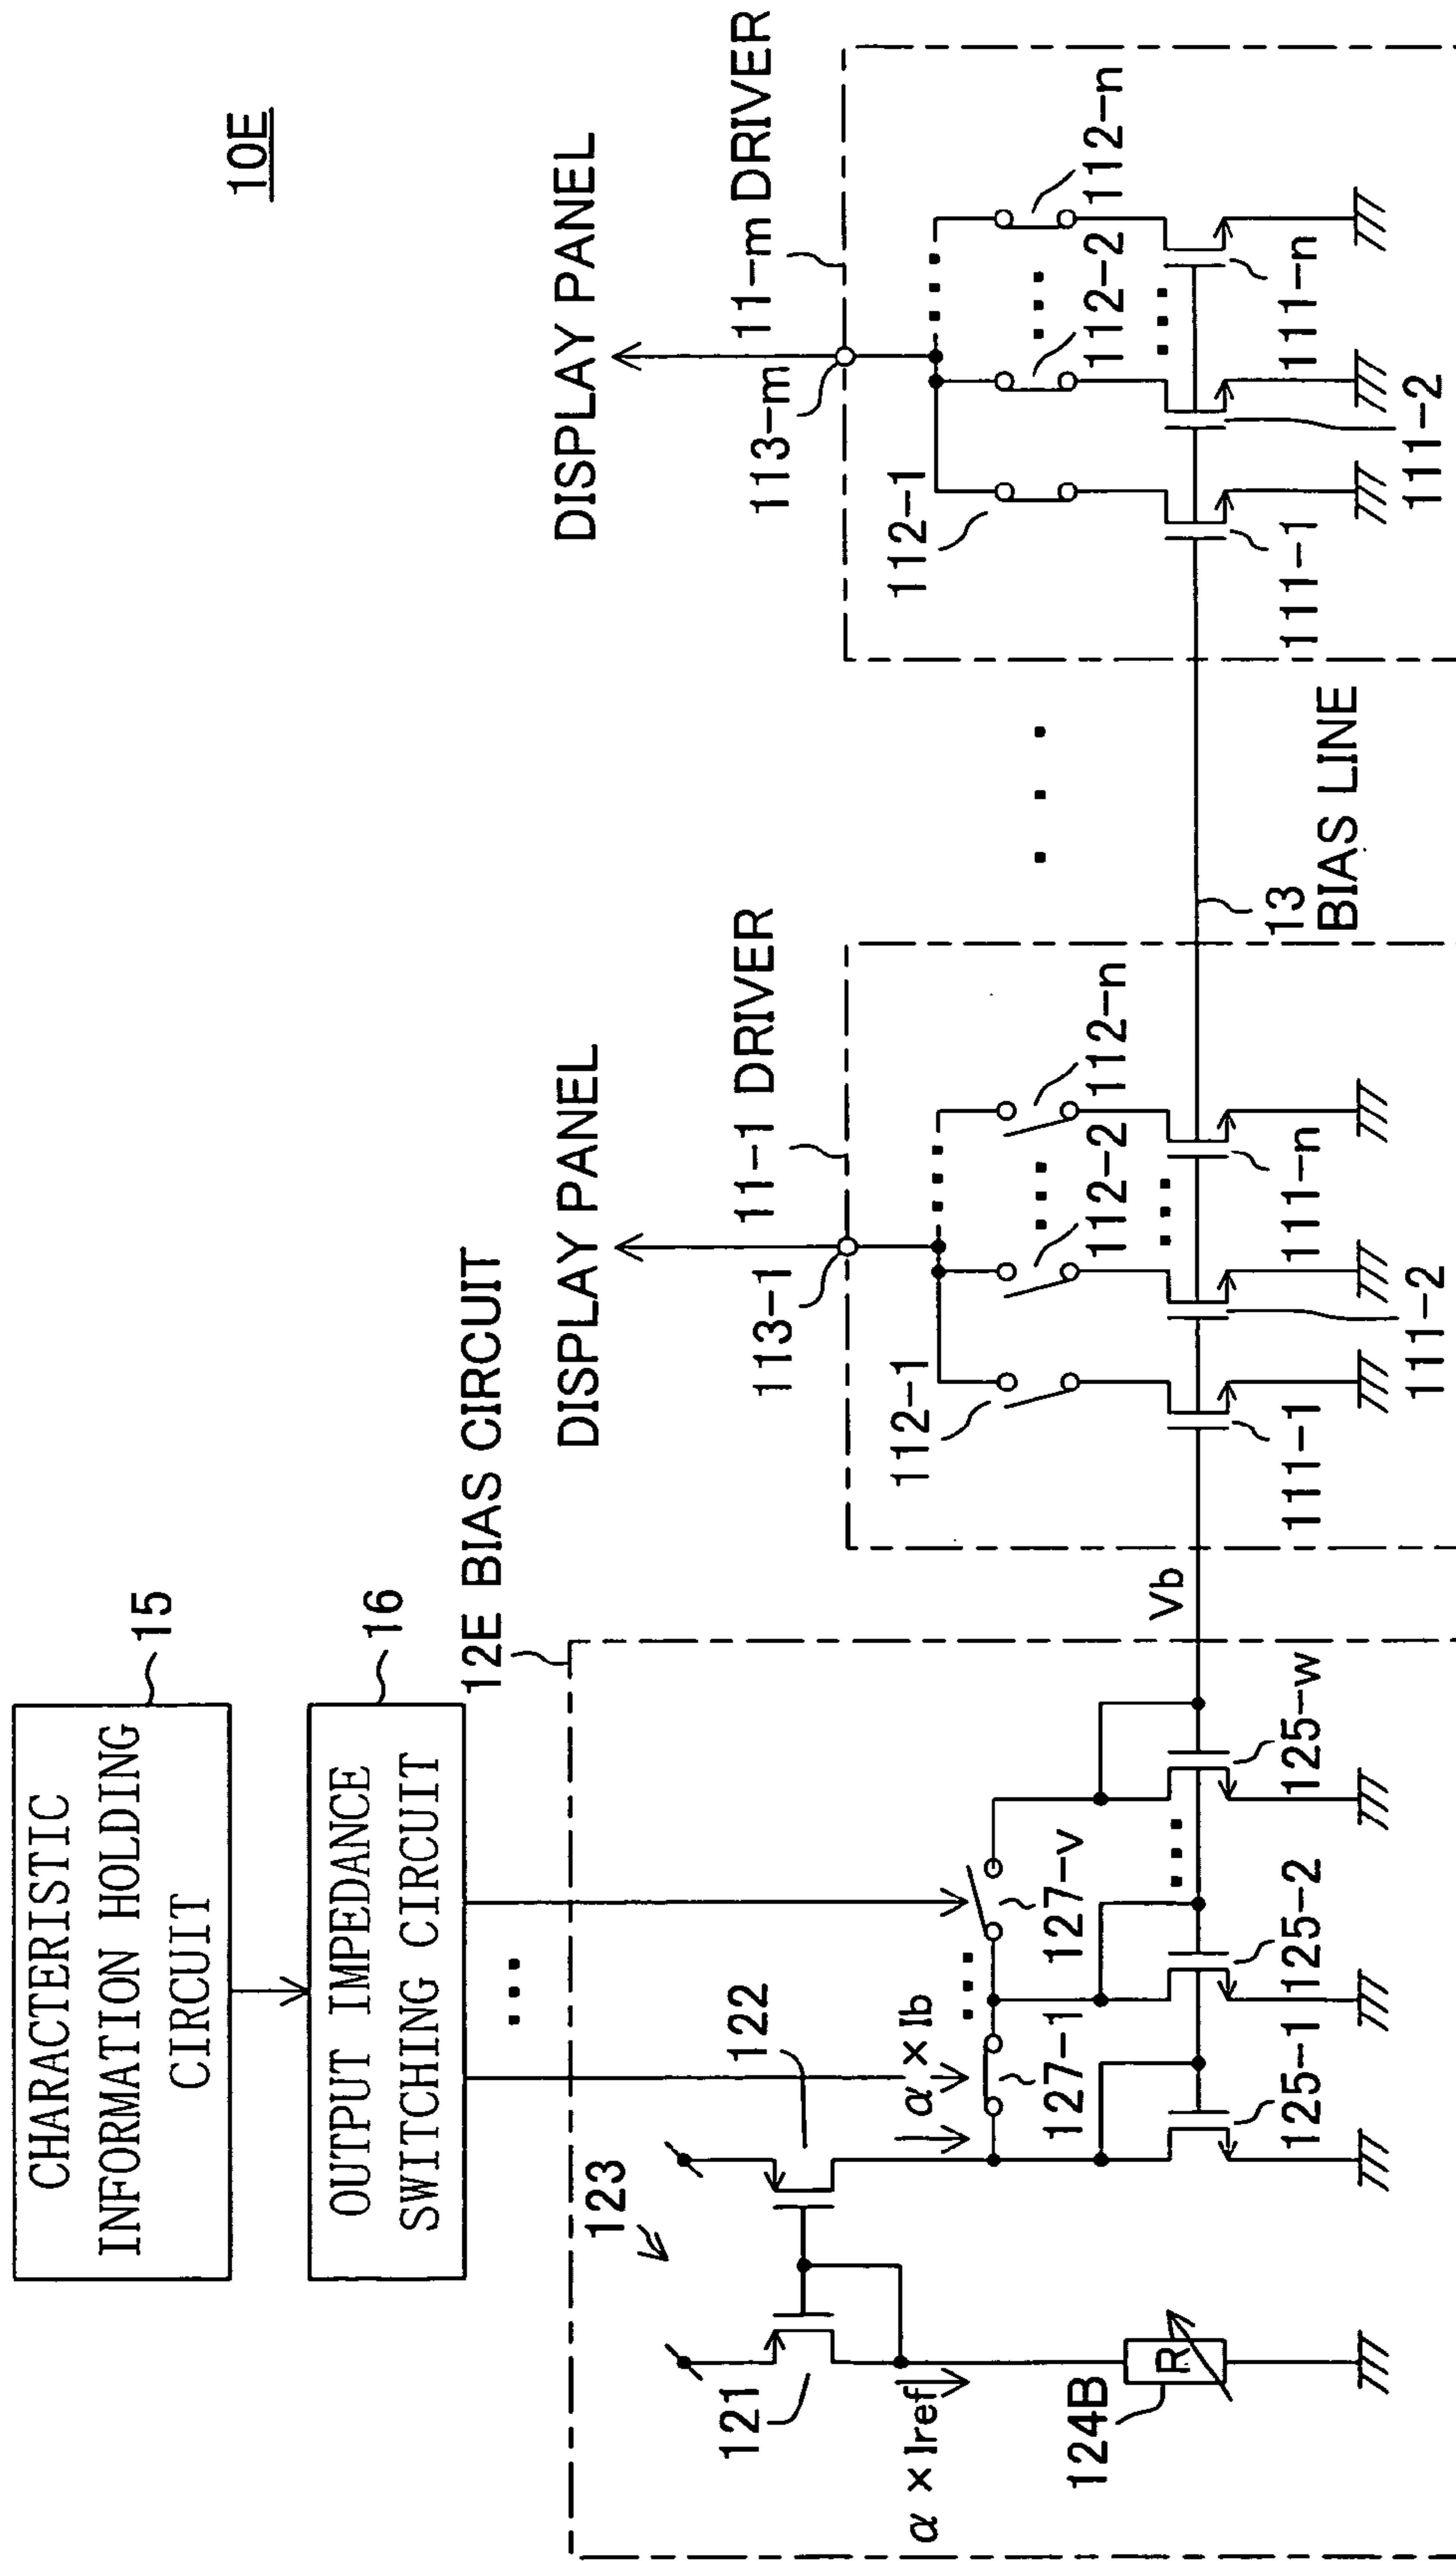 10E
CHARACTERISTIC
INFORMATION HOLDING
CIRCUIT
15
OUTPUT IMPEDANCE
SWITCHING CIRCUIT
16
12E BIAS CIRCUIT
123
121
122
α×Iref
α×Ib
124B
R
127-1
127-v
125-1
125-2
125-w
Vb
DISPLAY PANEL
11-1 DRIVER
113-1
112-1
112-2
112-n
111-1
111-2
111-n
13
BIAS LINE
DISPLAY PANEL
11-m DRIVER
113-m
112-1
112-2
112-n
111-1
111-2
111-n